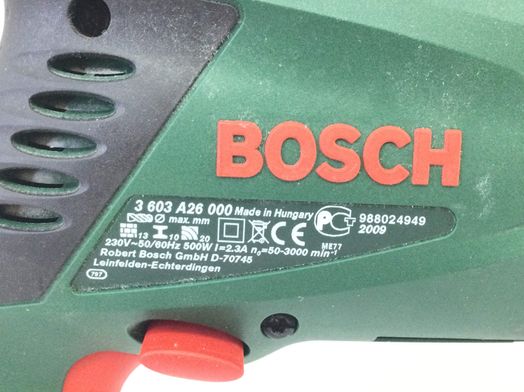 BOSCH
3 603 A26 000 Made in Hungary
max. mm
988024949
2009
13 10 20
ME77
230V~50/60Hz 500W I=2.3A n₀=50-3000 min⁻¹
Robert Bosch GmbH D-70745
Leinfelden-Echterdingen
797